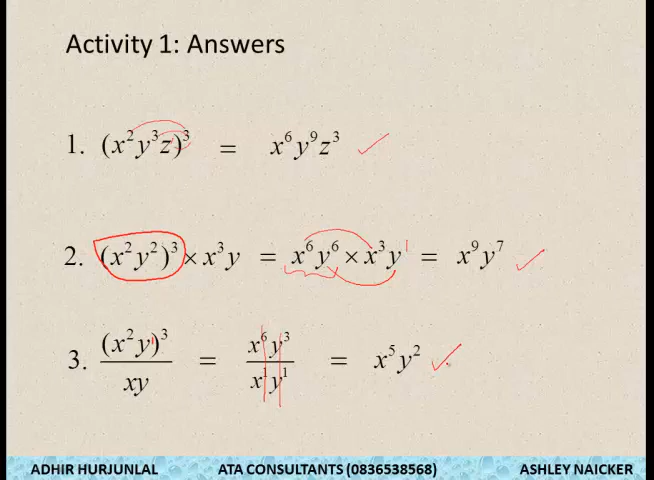 Activity 1: Answers
1. (x²y³z)³ = x⁶y⁹z³
2. (x²y²)³ × x³y = x⁶y⁶ × x³y¹ = x⁹y⁷
3. (x²y¹)³ / xy = x⁶y³ / x¹y¹ = x⁵y²
ADHIR HURJUNLAL ATA CONSULTANTS (0836538568) ASHLEY NAICKER